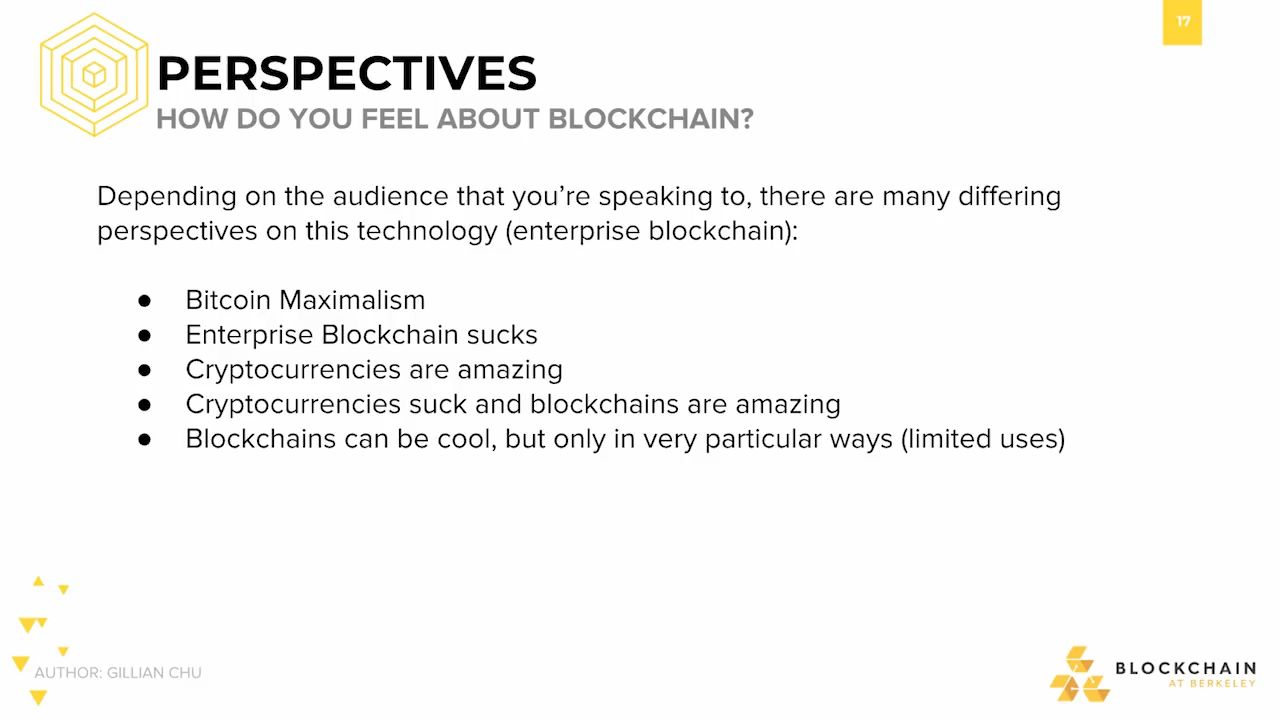 17
PERSPECTIVES
HOW DO YOU FEEL ABOUT BLOCKCHAIN?
Depending on the audience that you’re speaking to, there are many differing
perspectives on this technology (enterprise blockchain):
● Bitcoin Maximalism
● Enterprise Blockchain sucks
● Cryptocurrencies are amazing
● Cryptocurrencies suck and blockchains are amazing
● Blockchains can be cool, but only in very particular ways (limited uses)
AUTHOR: GILLIAN CHU
BLOCKCHAIN
AT BERKELEY